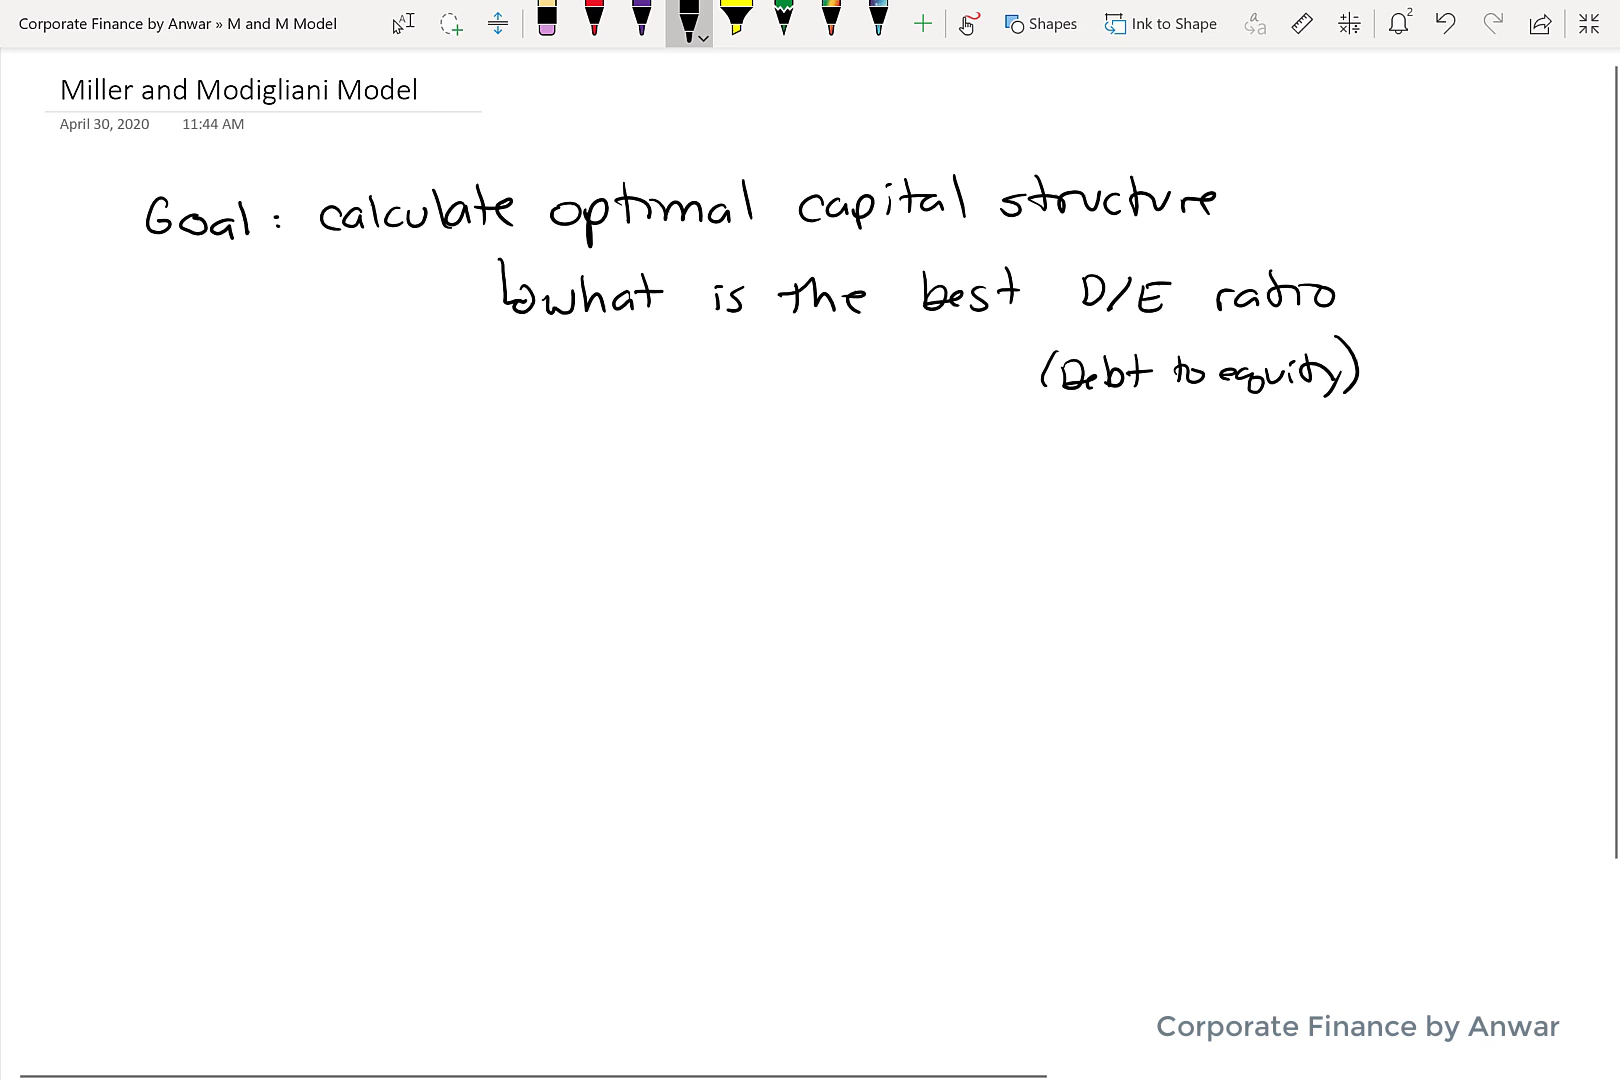 Corporate Finance by Anwar » M and M Model
Shapes
Ink to Shape
2
Miller and Modigliani Model
April 30, 2020 11:44 AM
Goal: calculate optimal capital structure
↳ what is the best D/E ratio
(Debt to equity)
Corporate Finance by Anwar